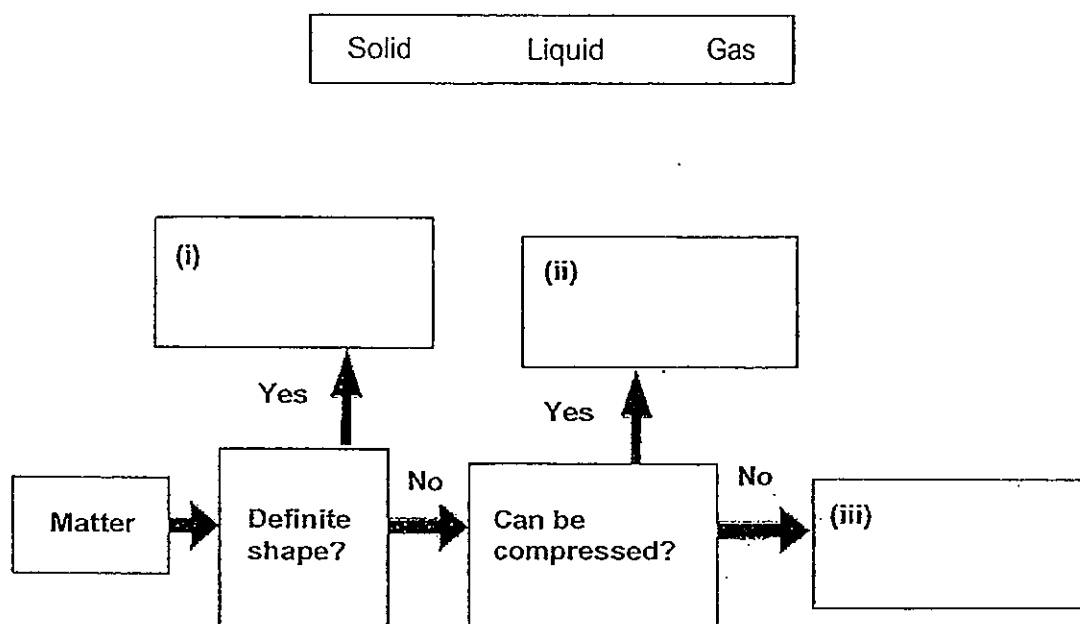 Solid Liquid Gas
(i)
(ii)
Yes
Yes
No
No
Matter
Definite
shape?
Can be
compressed?
(iii)